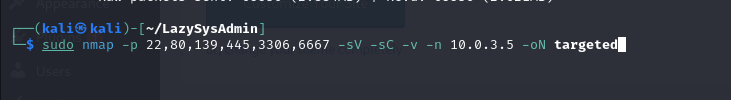 (kali㉿kali)-[~/LazySysAdmin]
$ sudo nmap -p 22,80,139,445,3306,6667 -sV -sC -v -n 10.0.3.5 -oN targeted
Users